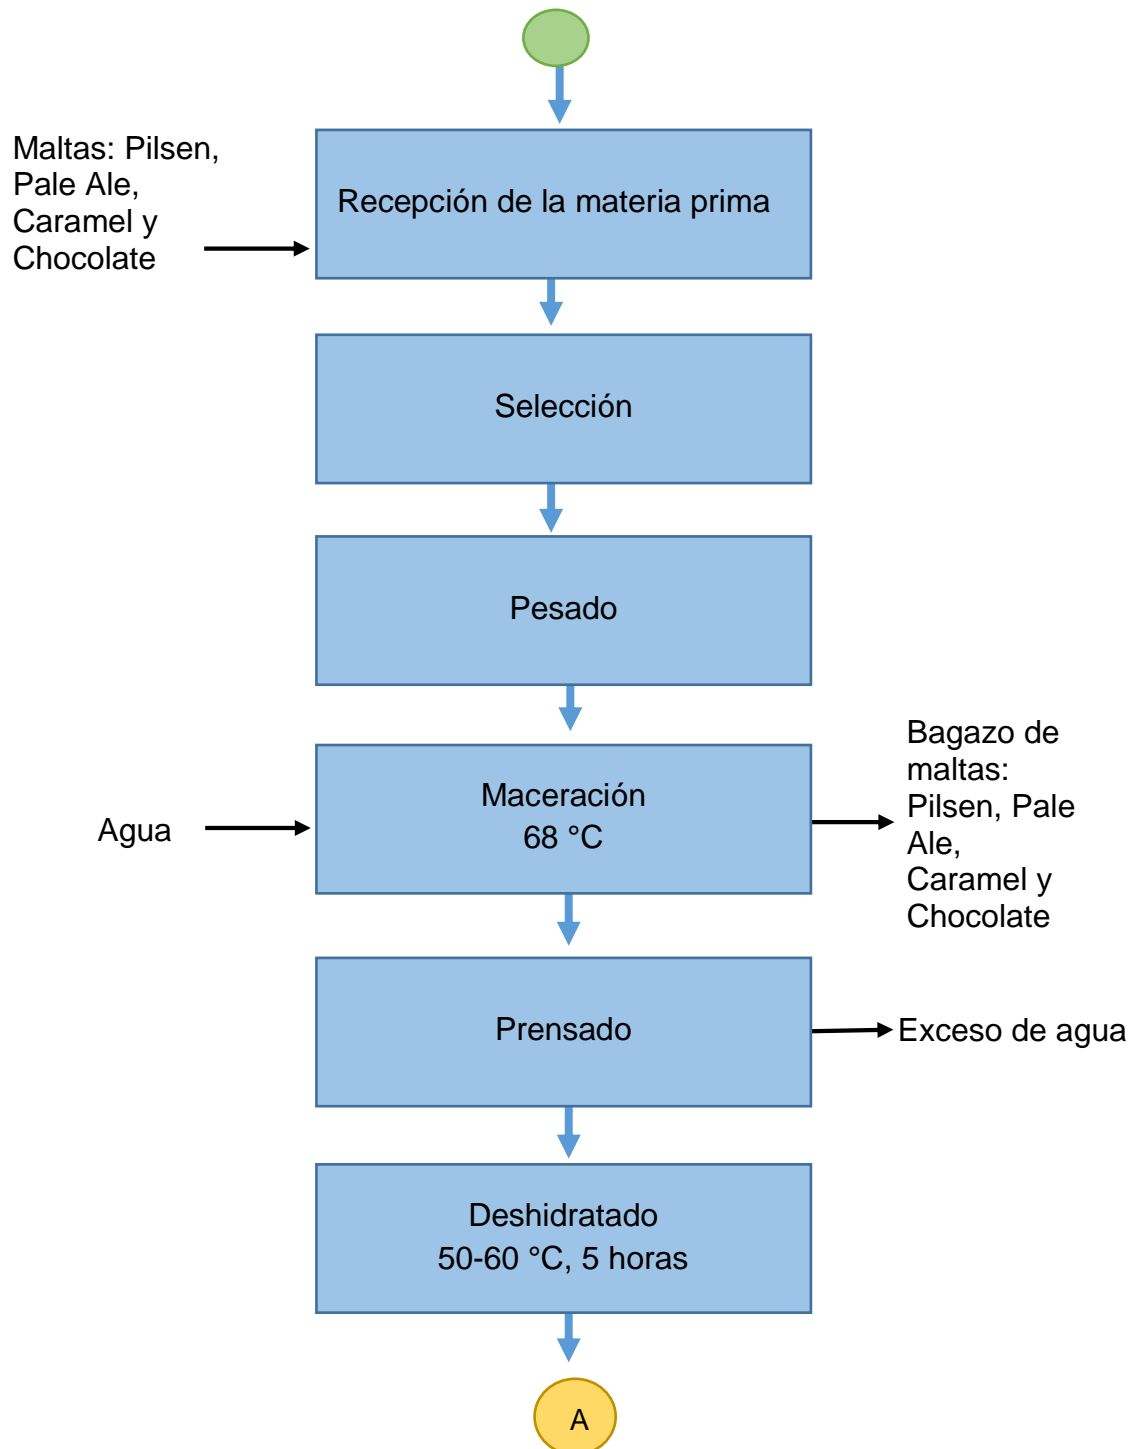 Maltas: Pilsen,
Pale Ale,
Caramel y
Chocolate
Recepción de la materia prima
Selección
Pesado
Agua
Maceración
68 °C
Bagazo de
maltas:
Pilsen, Pale
Ale,
Caramel y
Chocolate
Prensado
Exceso de agua
Deshidratado
50-60 °C, 5 horas
A